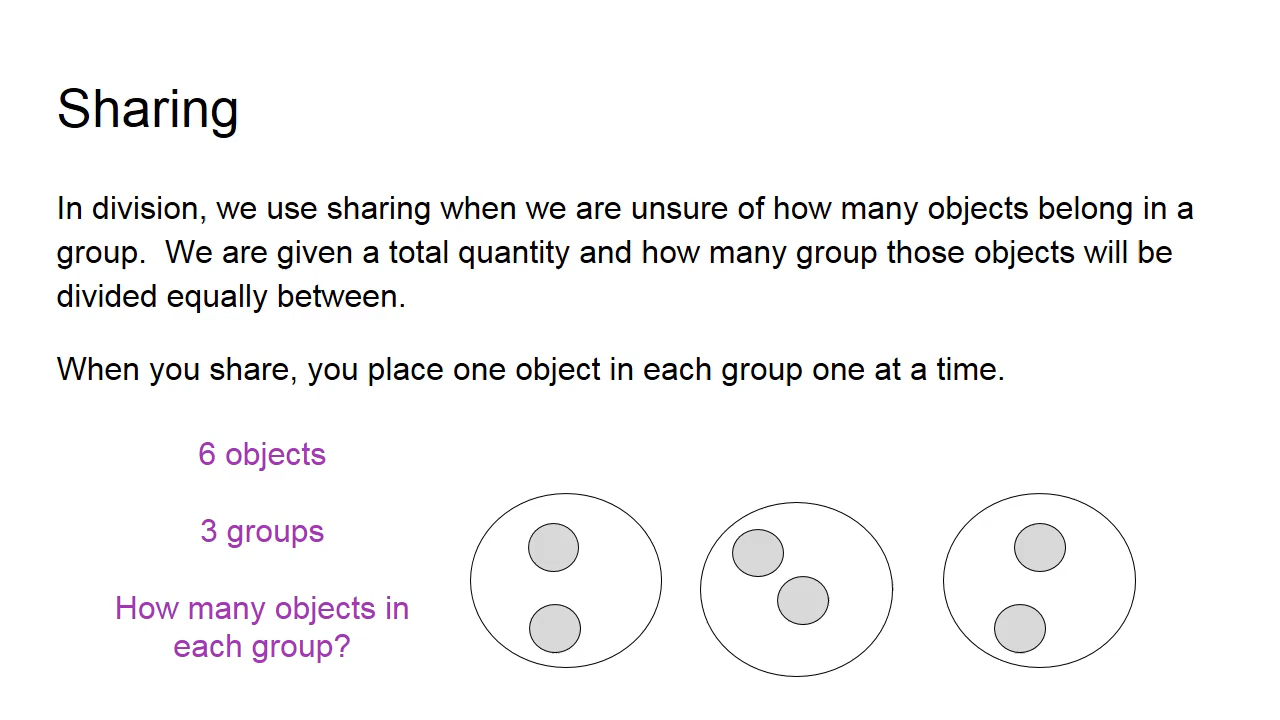 Sharing
In division, we use sharing when we are unsure of how many objects belong in a
group.  We are given a total quantity and how many group those objects will be
divided equally between.
When you share, you place one object in each group one at a time.
6 objects
3 groups
How many objects in
each group?